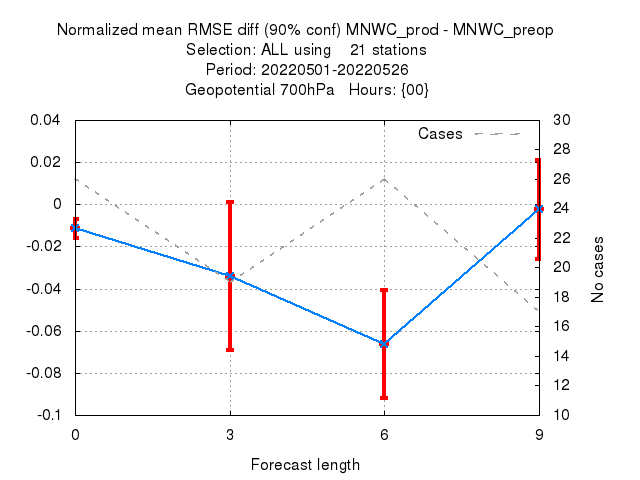 Normalized mean RMSE diff (90% conf) MNWC_prod - MNWC_preop
Selection: ALL using    21 stations
Period: 20220501-20220526
Geopotential 700hPa   Hours: {00}
Cases
0.04
0.02
0
-0.02
-0.04
-0.06
-0.08
-0.1
30
28
26
24
22
20
18
16
14
12
10
No cases
0 3 6 9
Forecast length